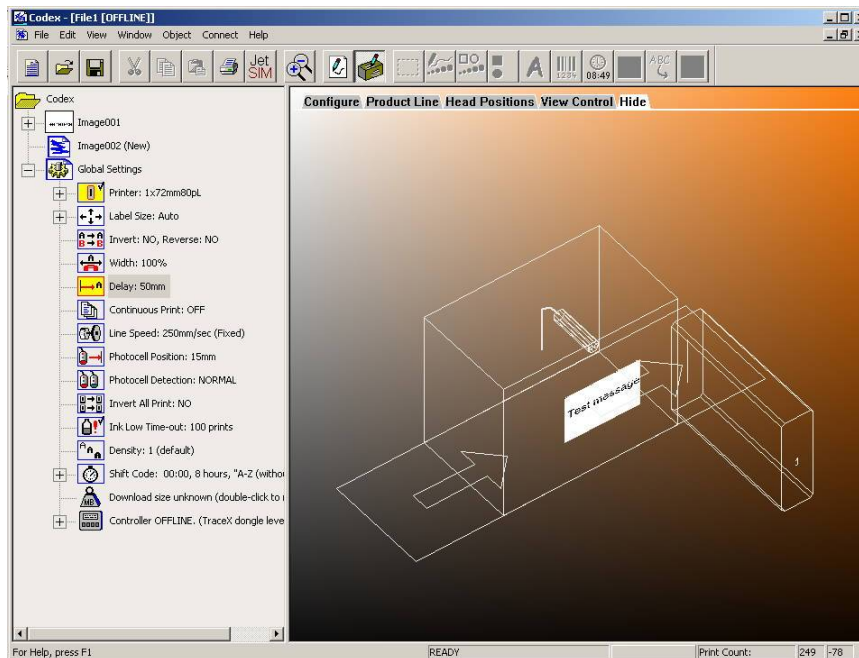 Codex - [File1 [OFFLINE]]
File Edit View Window Object Connect Help
Jet SIM
1234
08:49
ABC
Configure Product Line Head Positions View Control Hide
Codex
Image001
Image002 (New)
Global Settings
Printer: 1x72mm80pL
Label Size: Auto
Invert: NO, Reverse: NO
Width: 100%
Delay: 50mm
Continuous Print: OFF
Line Speed: 250mm/sec (Fixed)
Photocell Position: 15mm
Photocell Detection: NORMAL
Invert All Print: NO
Ink Low Time-out: 100 prints
Density: 1 (default)
Shift Code: 00:00, 8 hours, "A-Z (withou
Download size unknown (double-click to
Controller OFFLINE. (TraceX dongle leve
Test message
1
For Help, press F1
READY
Print Count:
249
-78